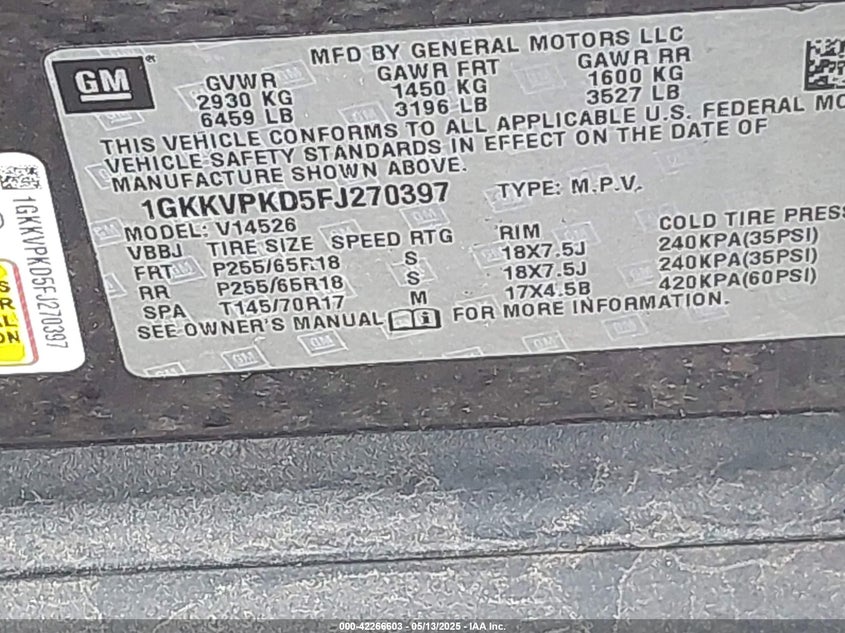 GM
MFD BY GENERAL MOTORS LLC
GVWR GAWR FRT GAWR RR
2930 KG 1450 KG 1600 KG
6459 LB 3196 LB 3527 LB
THIS VEHICLE CONFORMS TO ALL APPLICABLE U.S. FEDERAL MO
VEHICLE SAFETY STANDARDS IN EFFECT ON THE DATE OF
MANUFACTURE SHOWN ABOVE.
1GKKVPKD5FJ270397 TYPE: M.P.V.
MODEL: V14526
VBBJ TIRE SIZE SPEED RTG RIM COLD TIRE PRESS
FRT P255/65R18 S 18X7.5J 240KPA(35PSI)
RR P255/65R18 S 18X7.5J 240KPA(35PSI)
SPA T145/70R17 M 17X4.5B 420KPA(60PSI)
SEE OWNER'S MANUAL FOR MORE INFORMATION.
1GKKVPKD5FJ270397
S
R
AL
ON
000-42266603 - 05/13/2025 - IAA Inc.